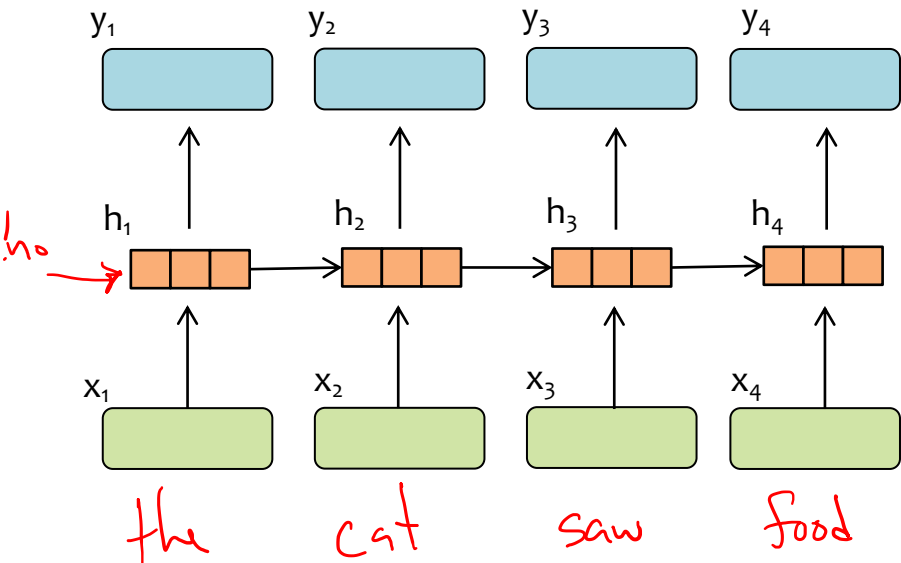 y₁ y₂ y₃ y₄
h₁ h₂ h₃ h₄
h₀
x₁ x₂ x₃ x₄
the cat saw food